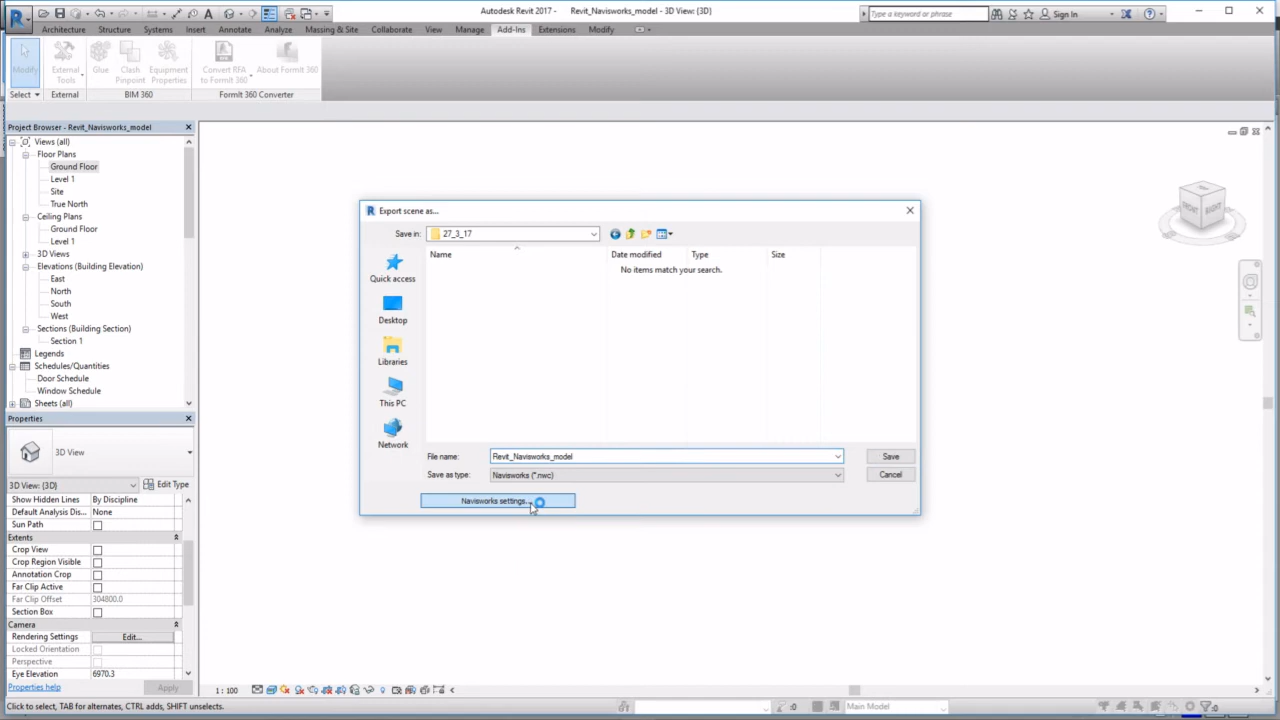 Autodesk Revit 2017 - Revit_Navisworks_model - 3D View: {3D}
Type a keyword or phrase
Sign In
Architecture Structure Systems Insert Annotate Analyze Massing & Site Collaborate View Manage Add-Ins Extensions Modify
Modify
External Tools
Glue
Clash Pinpoint
Equipment Properties
Convert RFA to FormIt 360
About FormIt 360
Select
External
BIM 360
FormIt 360 Converter
Project Browser - Revit_Navisworks_model
Views (all)
Floor Plans
Ground Floor
Level 1
Site
True North
Ceiling Plans
Ground Floor
Level 1
3D Views
Elevations (Building Elevation)
East
North
South
West
Sections (Building Section)
Section 1
Legends
Schedules/Quantities
Door Schedule
Window Schedule
Sheets (all)
Properties
3D View
3D View: {3D}
Edit Type
Show Hidden Lines By Discipline
Default Analysis Dis... None
Sun Path
Extents
Crop View
Crop Region Visible
Annotation Crop
Far Clip Active
Far Clip Offset 304800.0
Section Box
Camera
Rendering Settings Edit...
Locked Orientation
Perspective
Eye Elevation 6970.3
Properties help
Apply
Export scene as...
Save in: 27_3_17
Name Date modified Type Size
No items match your search.
Quick access
Desktop
Libraries
This PC
Network
File name: Revit_Navisworks_model
Save
Save as type: Navisworks (*.nwc)
Cancel
Navisworks settings...
FRONT RIGHT
1 : 100
Click to select, TAB for alternates, CTRL adds, SHIFT unselects.
:0
Main Model
:0